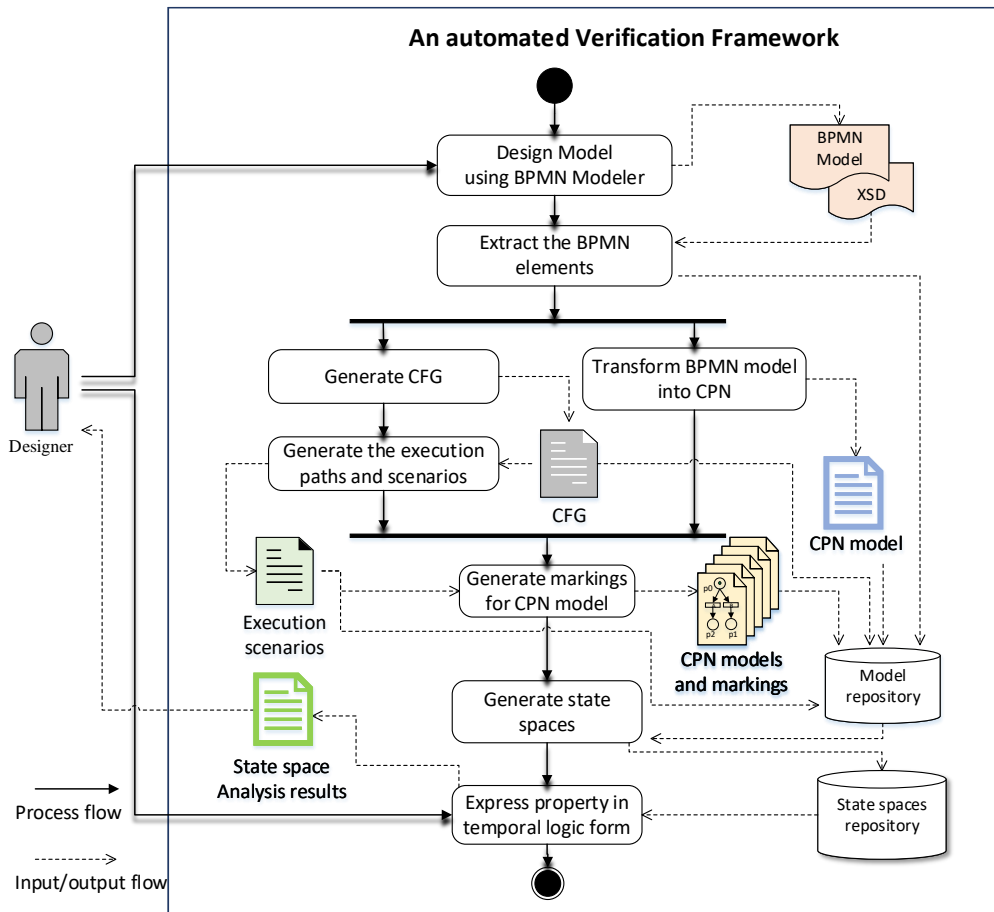 An automated Verification Framework
Design Model
using BPMN Modeler
BPMN
Model
XSD
Extract the BPMN
elements
Generate CFG
Transform BPMN model
into CPN
Designer
Generate the execution
paths and scenarios
CFG
CPN model
Generate markings
for CPN model
p0
p2 p1
Execution
scenarios
CPN models
and markings
Model
repository
Generate state
spaces
State space
Analysis results
Process flow
Express property in
temporal logic form
State spaces
repository
Input/output flow